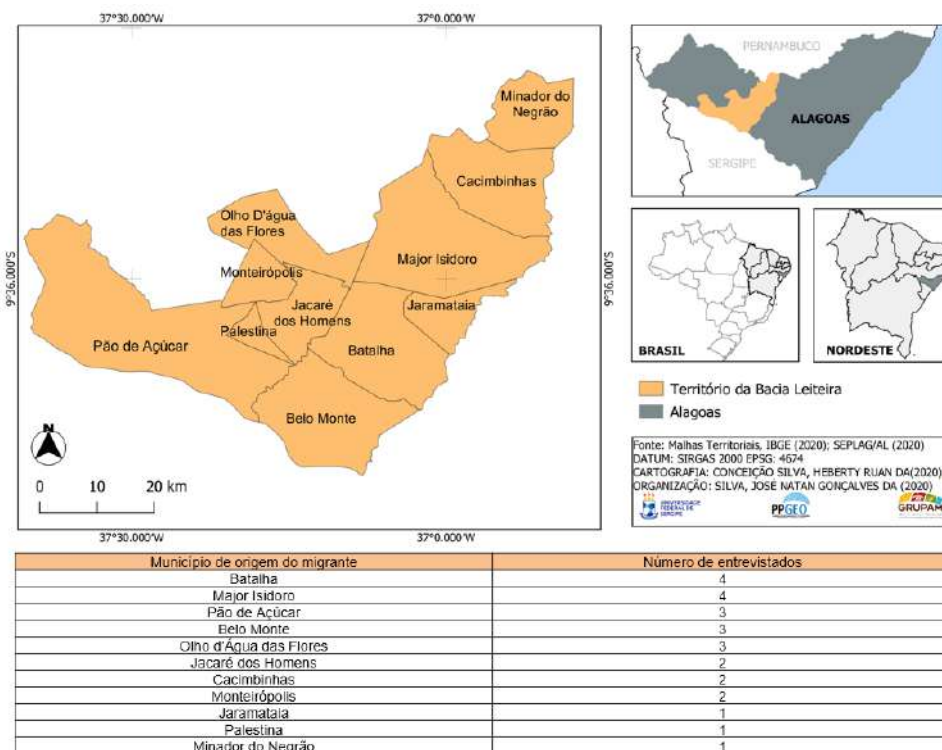 37°30.000'W
37°0.000'W
Minador do
Negrão
Cacimbinhas
Olho D'água
das Flores
Major Isidoro
Monteirópolis
Jacaré
dos Homens
Jaramataia
Palestina
Pão de Açúcar
Batalha
Belo Monte
9°36.000'S
9°36.000'S
N
0 10 20 km
37°30.000'W
37°0.000'W
PERNAMBUCO
ALAGOAS
SERGIPE
BRASIL
NORDESTE
Território da Bacia Leiteira
Alagoas
Fonte: Malhas Territoriais, IBGE (2020); SEPLAG/AL (2020)
DATUM: SIRGAS 2000 EPSG: 4674
CARTOGRAFIA: CONCEIÇÃO SILVA, HEBERTY RUAN DA(2020)
ORGANIZAÇÃO: SILVA, JOSÉ NATAN GONÇALVES DA (2020)
UNIVERSIDADE
FEDERAL DE
SERGIPE
PPGEO
GRUPAM
Município de origem do migrante Número de entrevistados
Batalha 4
Major Isidoro 4
Pão de Açúcar 3
Belo Monte 3
Olho d'Água das Flores 3
Jacaré dos Homens 2
Cacimbinhas 2
Monteirópolis 2
Jaramataia 1
Palestina 1
Minador do Negrão 1